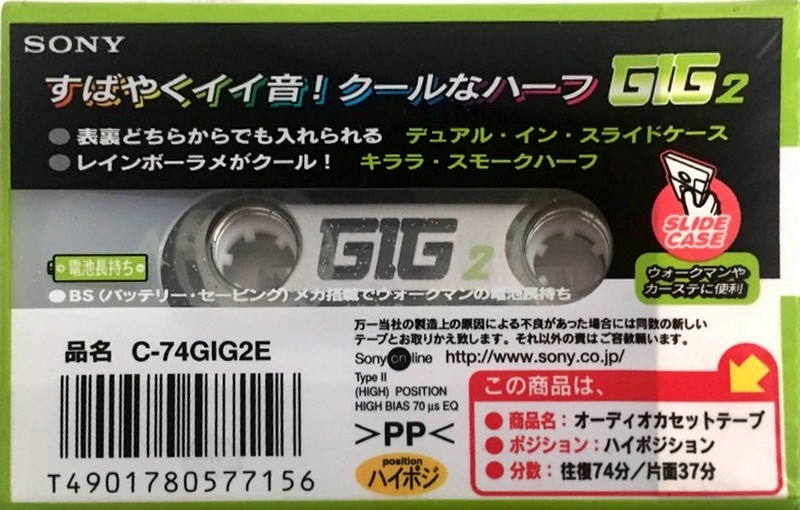 SONY
すばやくイイ音！クールなハーフ GIG2
●表裏どちらからでも入れられる デュアル・イン・スライドケース
●レインボーラメがクール！ キララ・スモークハーフ
SLIDE
CASE
GIG 2
電池長持ち
ウォークマンや
カーステに便利
●BS（バッテリー・セービング）メカ搭載でウォークマンの電池長持ち
万一当社の製造上の原因による不良があった場合には同数の新しい
テープとお取りかえ致します。それ以外の責はご容赦願います。
品名 C-74GIG2E
Sony online http://www.sony.co.jp/
Type II
(HIGH) POSITION
HIGH BIAS 70 µs EQ
>PP<
position
ハイポジ
この商品は、
●商品名：オーディオカセットテープ
●ポジション：ハイポジション
●分数：往復74分／片面37分
T4901780577156